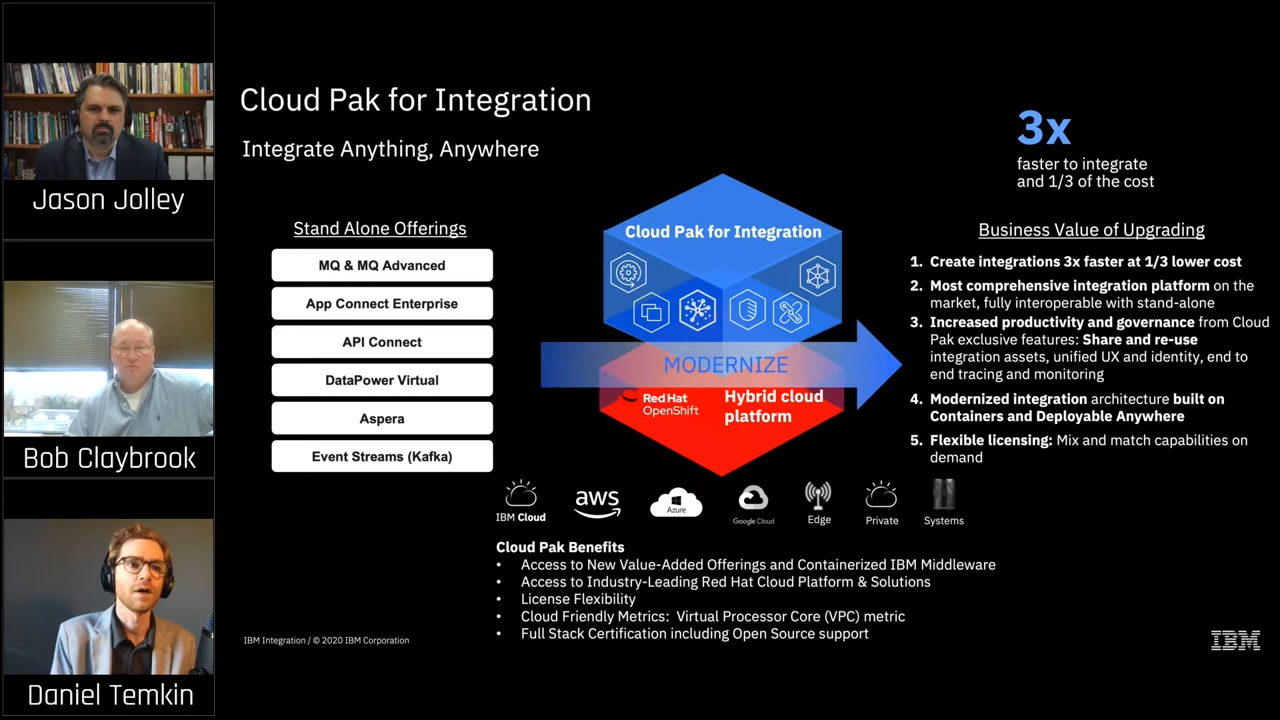 Jason Jolley
Bob Claybrook
Daniel Temkin
Cloud Pak for Integration
Integrate Anything, Anywhere
3x
faster to integrate
and 1/3 of the cost
Stand Alone Offerings
MQ & MQ Advanced
App Connect Enterprise
API Connect
DataPower Virtual
Aspera
Event Streams (Kafka)
Cloud Pak for Integration
MODERNIZE
Red Hat
OpenShift
Hybrid cloud
platform
Business Value of Upgrading
1. Create integrations 3x faster at 1/3 lower cost
2. Most comprehensive integration platform on the
market, fully interoperable with stand-alone
3. Increased productivity and governance from Cloud
Pak exclusive features: Share and re-use
integration assets, unified UX and identity, end to
end tracing and monitoring
4. Modernized integration architecture built on
Containers and Deployable Anywhere
5. Flexible licensing: Mix and match capabilities on
demand
IBM Cloud
aws
Azure
Google Cloud
Edge
Private
Systems
Cloud Pak Benefits
• Access to New Value-Added Offerings and Containerized IBM Middleware
• Access to Industry-Leading Red Hat Cloud Platform & Solutions
• License Flexibility
• Cloud Friendly Metrics: Virtual Processor Core (VPC) metric
• Full Stack Certification including Open Source support
IBM Integration / © 2020 IBM Corporation
IBM